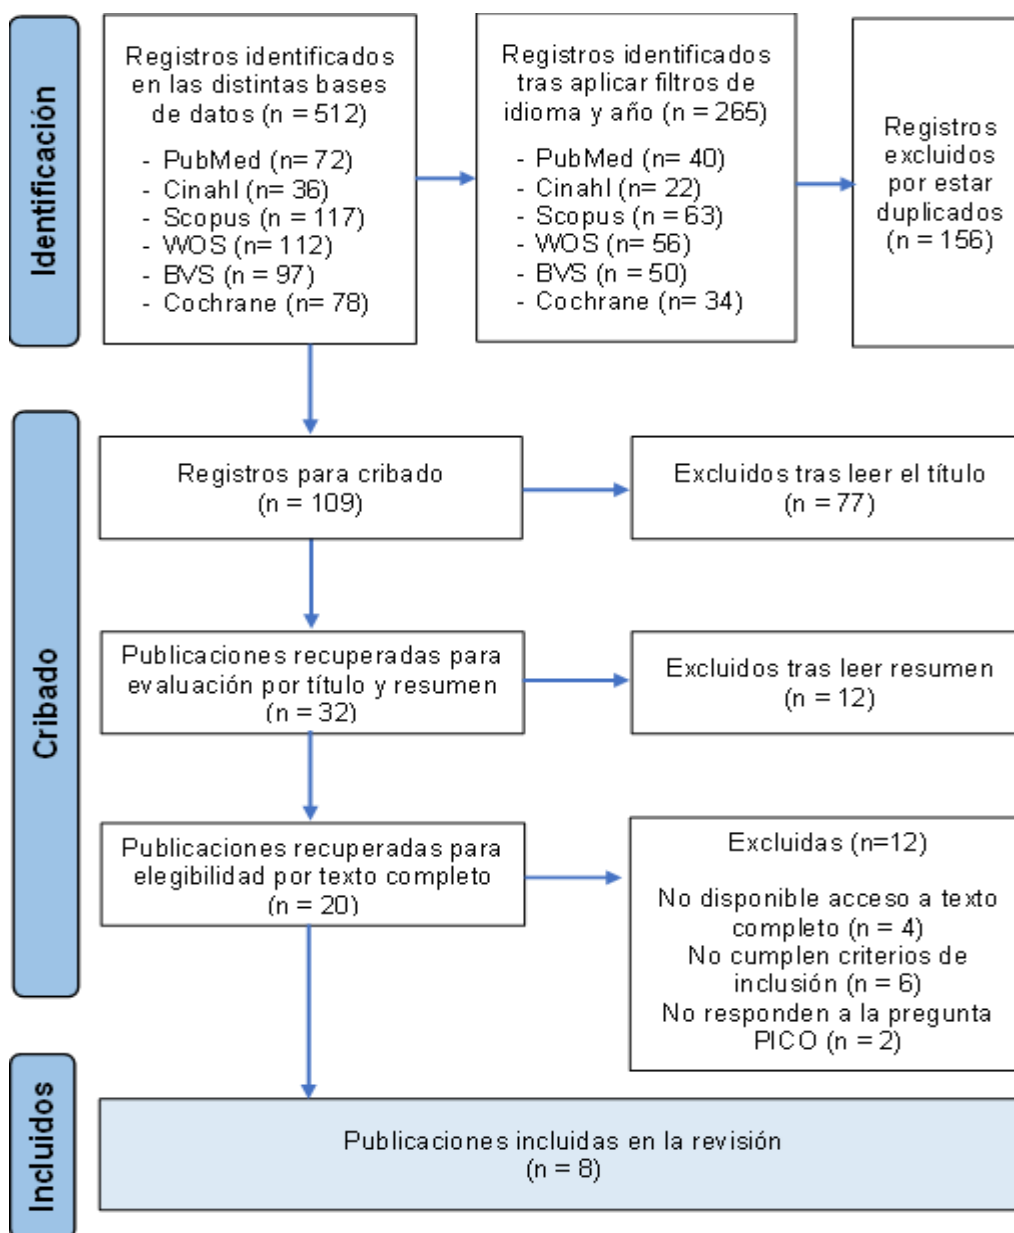 Identificación
Registros identificados
en las distintas bases
de datos (n = 512)
- PubMed (n= 72)
- Cinahl (n= 36)
- Scopus (n = 117)
- WOS (n= 112)
- BVS (n = 97)
- Cochrane (n= 78)
Registros identificados
tras aplicar filtros de
idioma y año (n = 265)
- PubMed (n= 40)
- Cinahl (n= 22)
- Scopus (n = 63)
- WOS (n= 56)
- BVS (n = 50)
- Cochrane (n= 34)
Registros
excluidos
por estar
duplicados
(n = 156)
Cribado
Registros para cribado
(n = 109)
Excluidos tras leer el título
(n = 77)
Publicaciones recuperadas para
evaluación por título y resumen
(n = 32)
Excluidos tras leer resumen
(n = 12)
Publicaciones recuperadas para
elegibilidad por texto completo
(n = 20)
Excluidas (n=12)
No disponible acceso a texto
completo (n = 4)
No cumplen criterios de
inclusión (n = 6)
No responden a la pregunta
PICO (n = 2)
Incluidos
Publicaciones incluidas en la revisión
(n = 8)